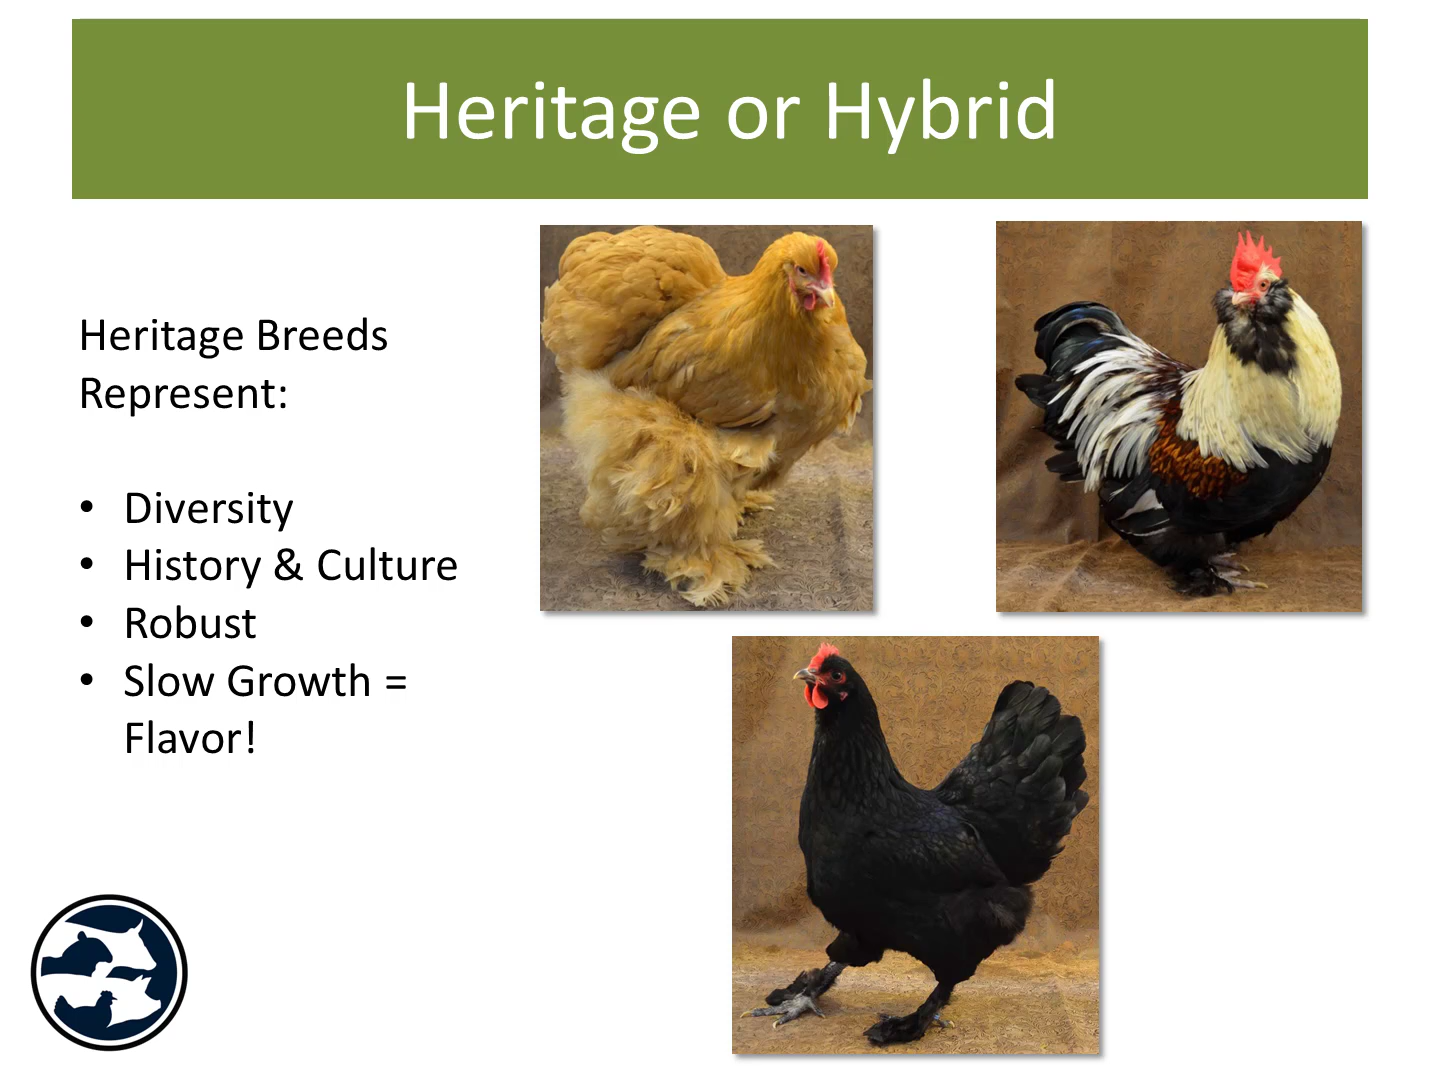 Heritage or Hybrid
Heritage Breeds
Represent:
• Diversity
• History & Culture
• Robust
• Slow Growth =
Flavor!